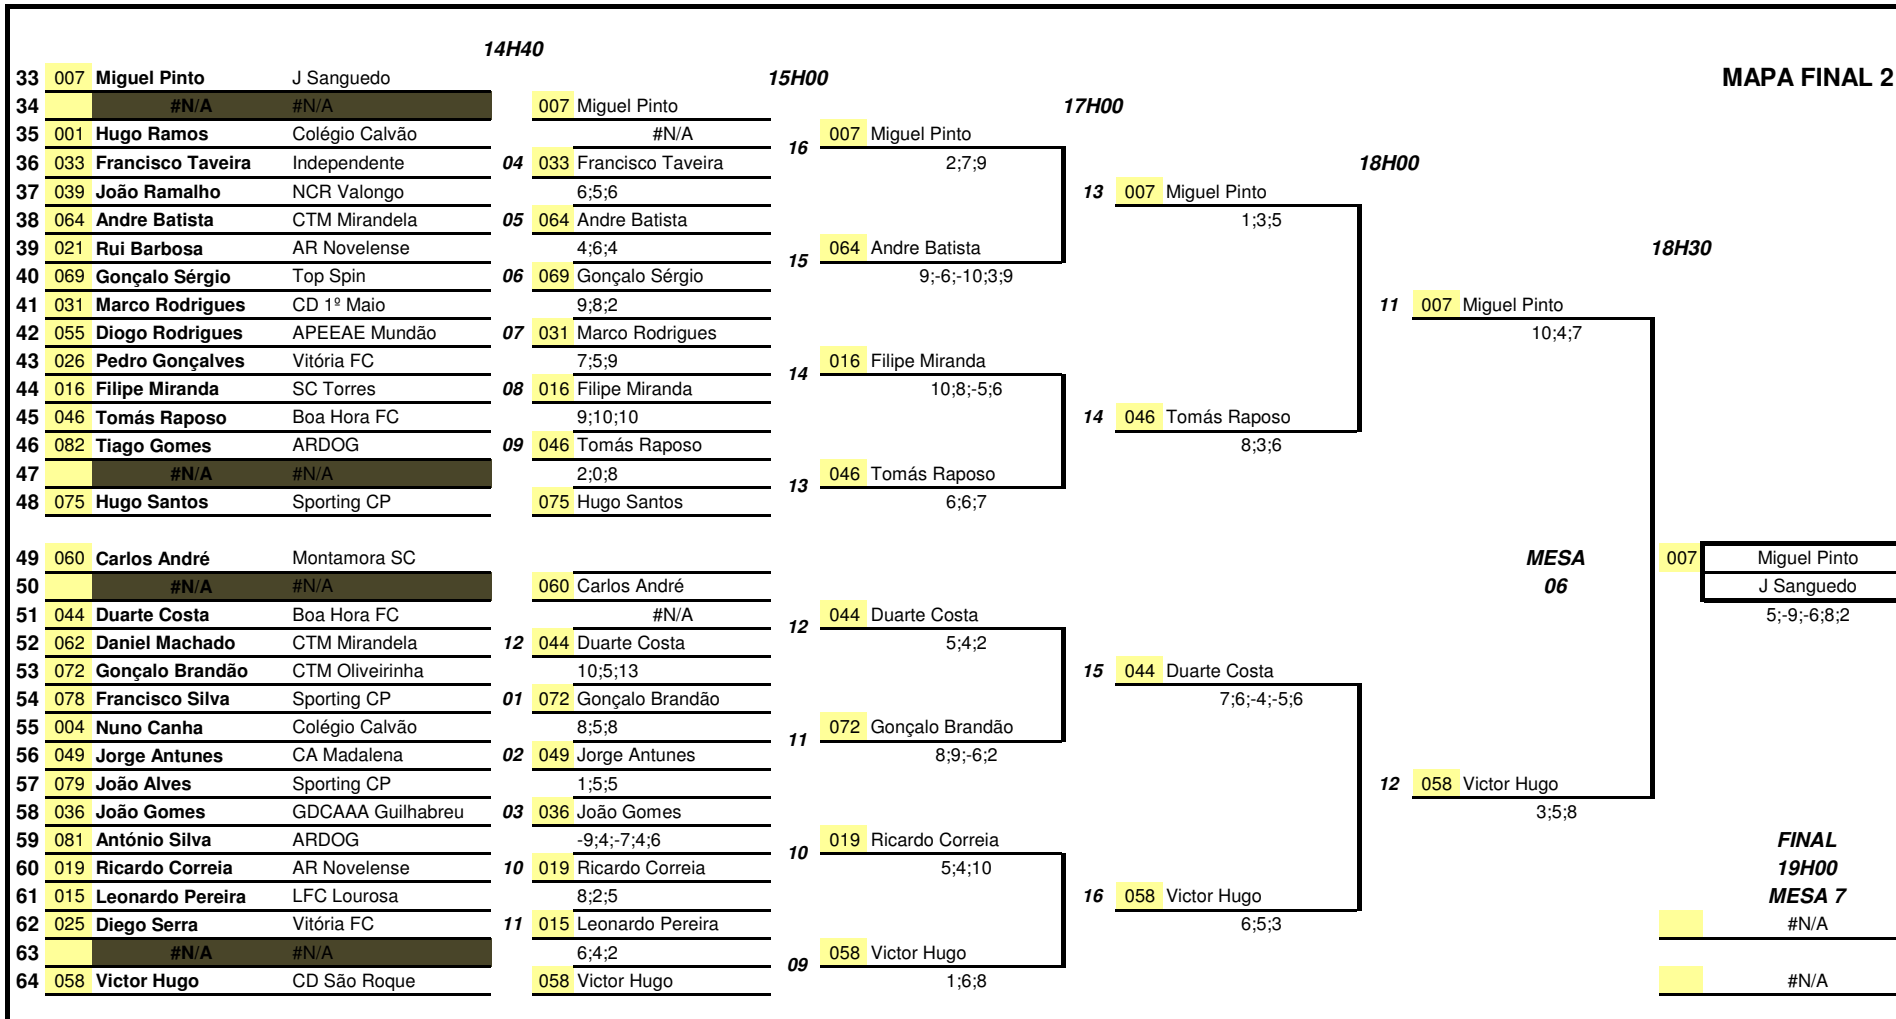 14H40
33 007 Miguel Pinto J Sanguedo 15H00 MAPA FINAL 2
34 #N/A #N/A 007 Miguel Pinto 17H00
35 001 Hugo Ramos Colégio Calvão #N/A 16 007 Miguel Pinto
36 033 Francisco Taveira Independente 04 033 Francisco Taveira 2;7;9 18H00
37 039 João Ramalho NCR Valongo 6;5;6 13 007 Miguel Pinto
38 064 Andre Batista CTM Mirandela 05 064 Andre Batista 1;3;5
39 021 Rui Barbosa AR Novelense 4;6;4 15 064 Andre Batista 18H30
40 069 Gonçalo Sérgio Top Spin 06 069 Gonçalo Sérgio 9;-6;-10;3;9
41 031 Marco Rodrigues CD 1º Maio 9;8;2 11 007 Miguel Pinto
42 055 Diogo Rodrigues APEEAE Mundão 07 031 Marco Rodrigues 10;4;7
43 026 Pedro Gonçalves Vitória FC 7;5;9 14 016 Filipe Miranda
44 016 Filipe Miranda SC Torres 08 016 Filipe Miranda 10;8;-5;6
45 046 Tomás Raposo Boa Hora FC 9;10;10 14 046 Tomás Raposo
46 082 Tiago Gomes ARDOG 09 046 Tomás Raposo 8;3;6
47 #N/A #N/A 2;0;8 13 046 Tomás Raposo
48 075 Hugo Santos Sporting CP 075 Hugo Santos 6;6;7
49 060 Carlos André Montamora SC MESA 007 Miguel Pinto
50 #N/A #N/A 060 Carlos André 06 J Sanguedo
51 044 Duarte Costa Boa Hora FC #N/A 12 044 Duarte Costa 5;-9;-6;8;2
52 062 Daniel Machado CTM Mirandela 12 044 Duarte Costa 5;4;2
53 072 Gonçalo Brandão CTM Oliveirinha 10;5;13 15 044 Duarte Costa
54 078 Francisco Silva Sporting CP 01 072 Gonçalo Brandão 7;6;-4;-5;6
55 004 Nuno Canha Colégio Calvão 8;5;8 11 072 Gonçalo Brandão
56 049 Jorge Antunes CA Madalena 02 049 Jorge Antunes 8;9;-6;2
57 079 João Alves Sporting CP 1;5;5 12 058 Victor Hugo
58 036 João Gomes GDCAAA Guilhabreu 03 036 João Gomes 3;5;8
59 081 António Silva ARDOG -9;4;-7;4;6 10 019 Ricardo Correia FINAL
60 019 Ricardo Correia AR Novelense 10 019 Ricardo Correia 5;4;10 19H00
61 015 Leonardo Pereira LFC Lourosa 8;2;5 16 058 Victor Hugo MESA 7
62 025 Diego Serra Vitória FC 11 015 Leonardo Pereira 6;5;3 #N/A
63 #N/A #N/A 6;4;2 09 058 Victor Hugo
64 058 Victor Hugo CD São Roque 058 Victor Hugo 1;6;8 #N/A